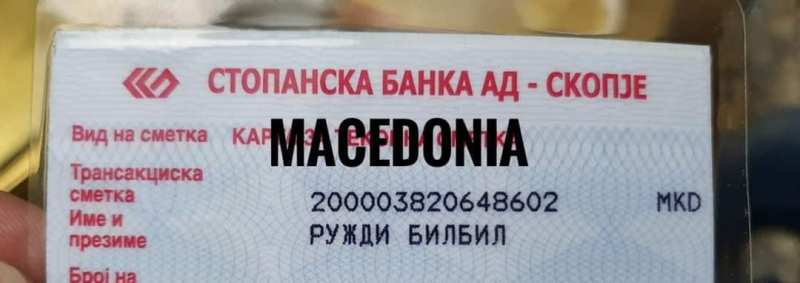 СТОПАНСКА БАНКА АД - СКОПЈЕ
Вид на сметка
MACEDONIA
Трансакциска
сметка 200003820648602 MKD
Име и
презиме РУЖДИ БИЛБИЛ
Број на